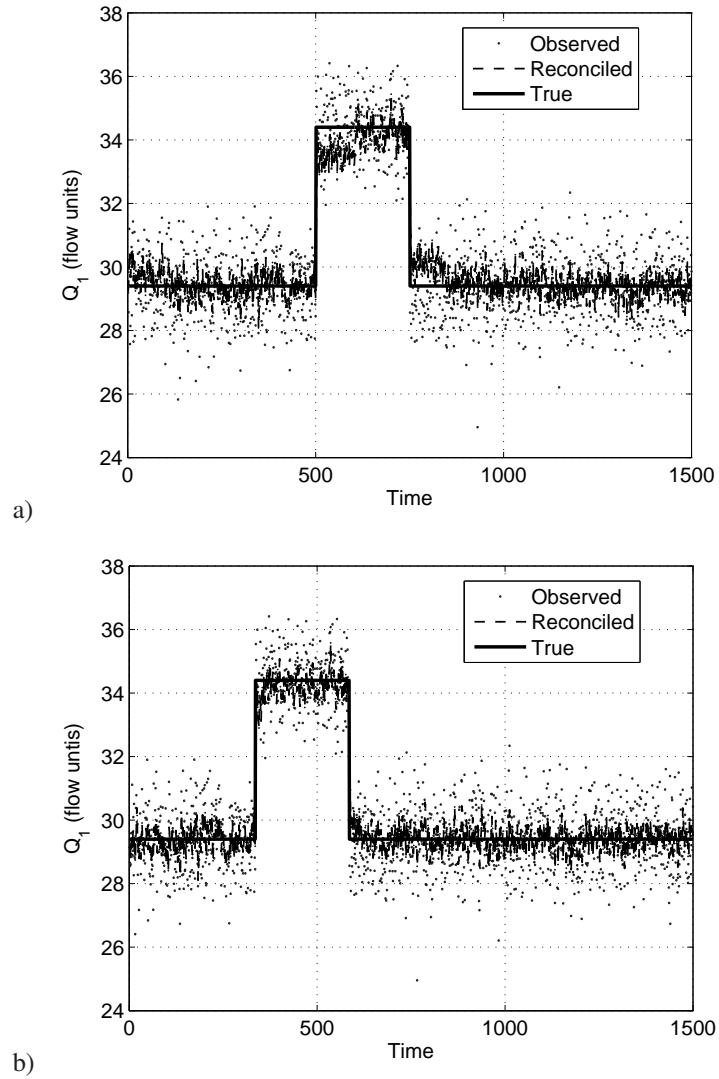 38
36
34
32
30
28
26
24
Q1 (flow units)
0
500
1000
1500
Time
Observed
Reconciled
True
a)
38
36
34
32
30
28
26
24
Q1 (flow untis)
0
500
1000
1500
Time
Observed
Reconciled
True
b)